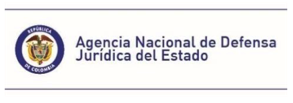 Agencia Nacional de Defensa
Jurídica del Estado